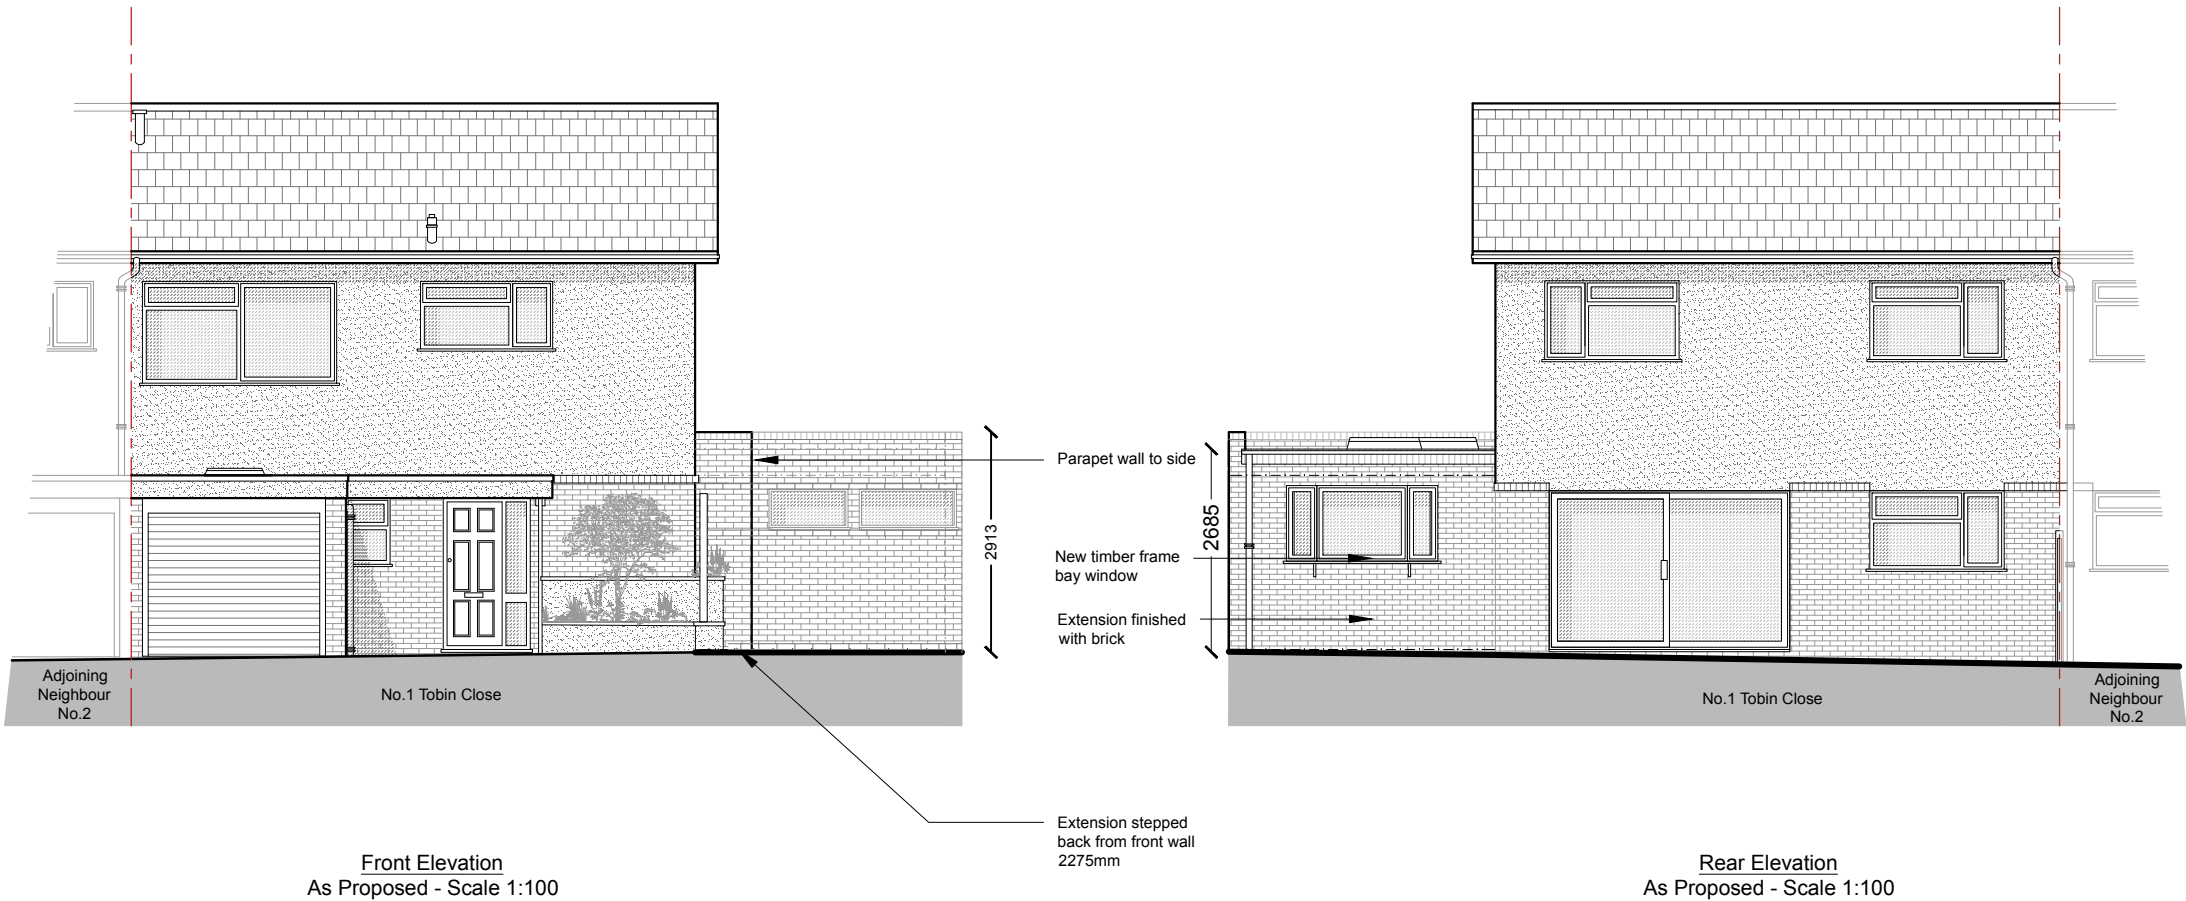 Parapet wall to side
2913
2685
New timber frame
bay window
Extension finished
with brick
Adjoining
Neighbour
No.2
No.1 Tobin Close
No.1 Tobin Close
Adjoining
Neighbour
No.2
Extension stepped
back from front wall
2275mm
Front Elevation
As Proposed - Scale 1:100
Rear Elevation
As Proposed - Scale 1:100